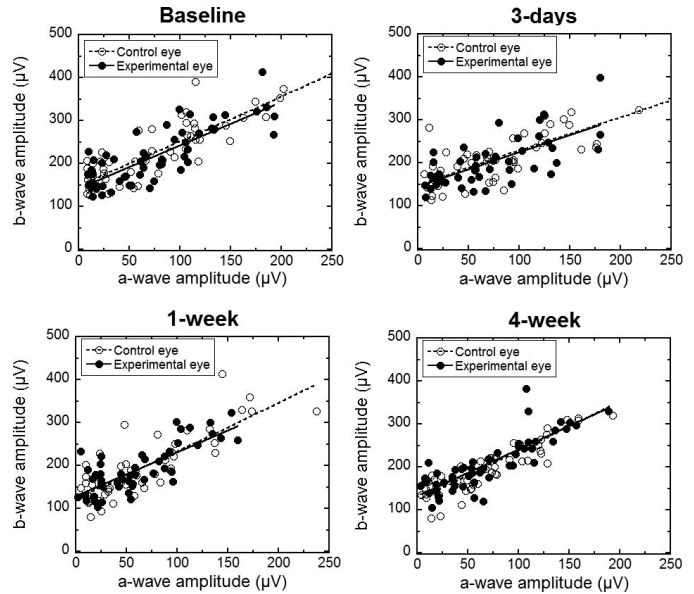 Baseline
500
400
300
200
100
0
b-wave amplitude (µV)
Control eye
Experimental eye
0 50 100 150 200 250
a-wave amplitude (µV)
3-days
500
400
300
200
100
0
b-wave amplitude (µV)
Control eye
Experimental eye
0 50 100 150 200 250
a-wave amplitude (µV)
1-week
500
400
300
200
100
0
b-wave amplitude (µV)
Control eye
Experimental eye
0 50 100 150 200 250
a-wave amplitude (µV)
4-week
500
400
300
200
100
0
b-wave amplitude (µV)
Control eye
Experimental eye
0 50 100 150 200 250
a-wave amplitude (µV)